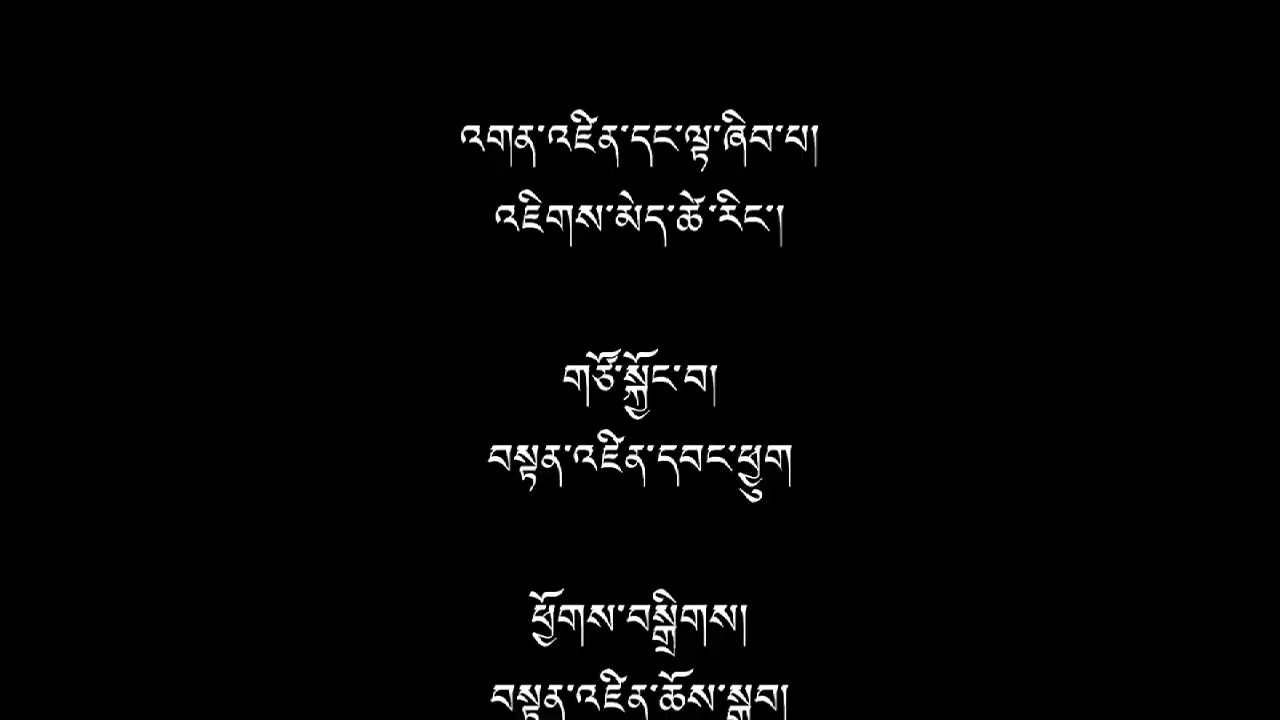 འགན་འཛིན་དང་ལྟ་ཞིབ་པ།
འཇིགས་མེད་ཚེ་རིང་།
གཙོ་སྐྱོང་བ།
བསྟན་འཛིན་དབང་ཕྱུག
ཕྱོགས་བསྒྲིགས།
བསྟན་འཛིན་ཆོས་སྒྲབ།